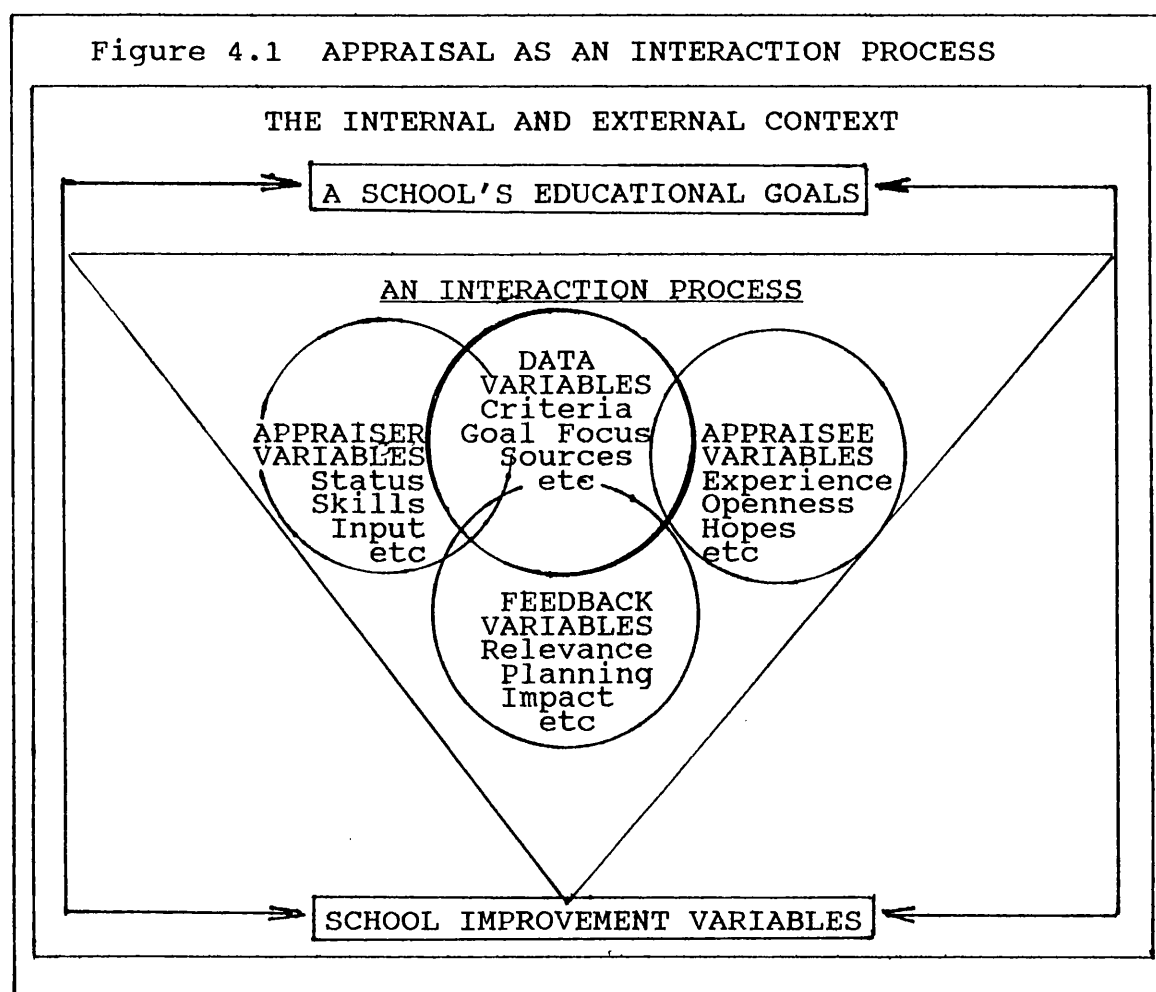 Figure 4.1 APPRAISAL AS AN INTERACTION PROCESS
THE INTERNAL AND EXTERNAL CONTEXT
A SCHOOL'S EDUCATIONAL GOALS
AN INTERACTION PROCESS
DATA
VARIABLES
Criteria
Goal Focus
Sources
etc
APPRAISER
VARIABLES
Status
Skills
Input
etc
APPRAISEE
VARIABLES
Experience
Openness
Hopes
etc
FEEDBACK
VARIABLES
Relevance
Planning
Impact
etc
SCHOOL IMPROVEMENT VARIABLES